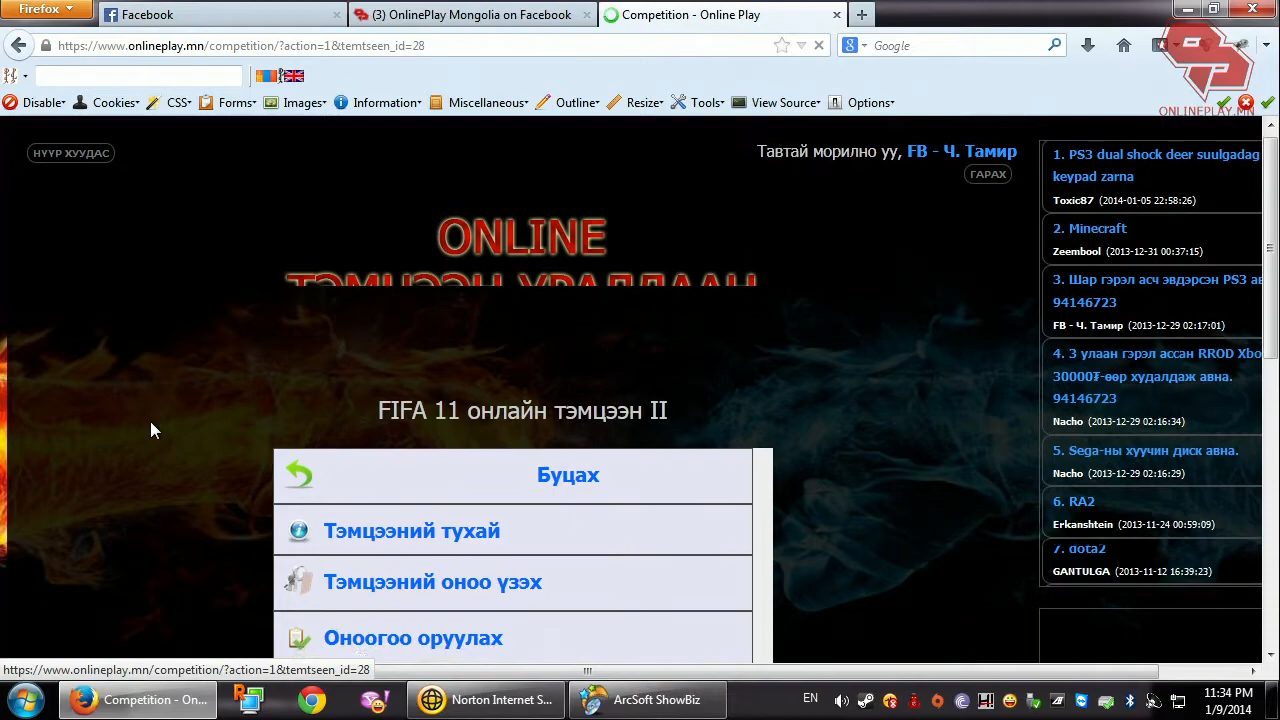 Firefox
Facebook
(3) OnlinePlay Mongolia on Facebook
Competition - Online Play
https://www.onlineplay.mn/competition/?action=1&temtseen_id=28
Google
Disable
Cookies
CSS
Forms
Images
Information
Miscellaneous
Outline
Resize
Tools
View Source
Options
ONLINEPLAY.MN
НҮҮР ХУУДАС
Тавтай морилно уу, FB - Ч. Тамир
ГАРАХ
ONLINE
ТЭМЦЭЭН УРАЛДААН
FIFA 11 онлайн тэмцээн II
Буцах
Тэмцээний тухай
Тэмцээний оноо үзэх
Оноогоо оруулах
1. PS3 dual shock deer suulgadag
keypad zarna
Toxic87 (2014-01-05 22:58:26)
2. Minecraft
Zeembool (2013-12-31 00:37:15)
3. Шар гэрэл асч эвдэрсэн PS3 ав
94146723
FB - Ч. Тамир (2013-12-29 02:17:01)
4. 3 улаан гэрэл ассан RROD Xbo
30000₮-өөр худалдаж авна.
94146723
Nacho (2013-12-29 02:16:34)
5. Sega-ны хуучин диск авна.
Nacho (2013-12-29 02:16:29)
6. RA2
Erkanshtein (2013-11-24 00:59:09)
7. dota2
GANTULGA (2013-11-12 16:39:23)
https://www.onlineplay.mn/competition/?action=1&temtseen_id=28
Competition - On...
Norton Internet S...
ArcSoft ShowBiz
EN
11:34 PM
1/9/2014